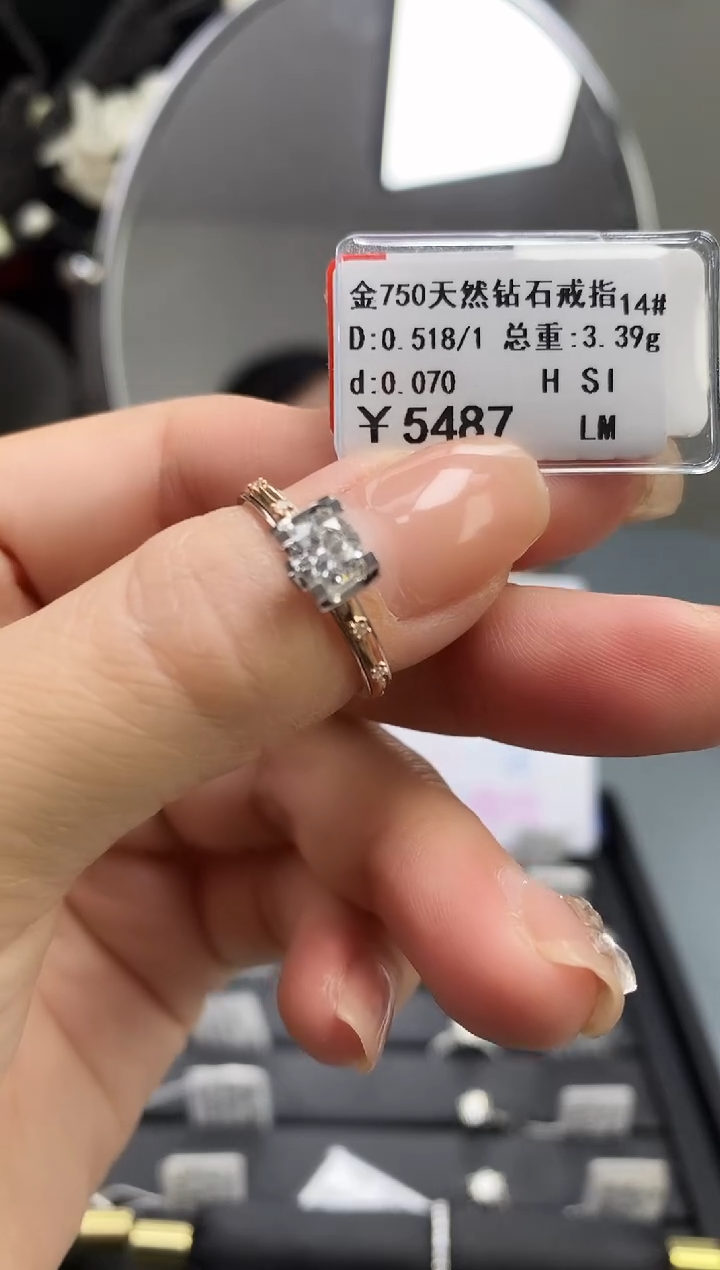 金750天然钻石戒指14#
D:0.518/1 总重:3.39g
d:0.070 H SI
￥5487 LM